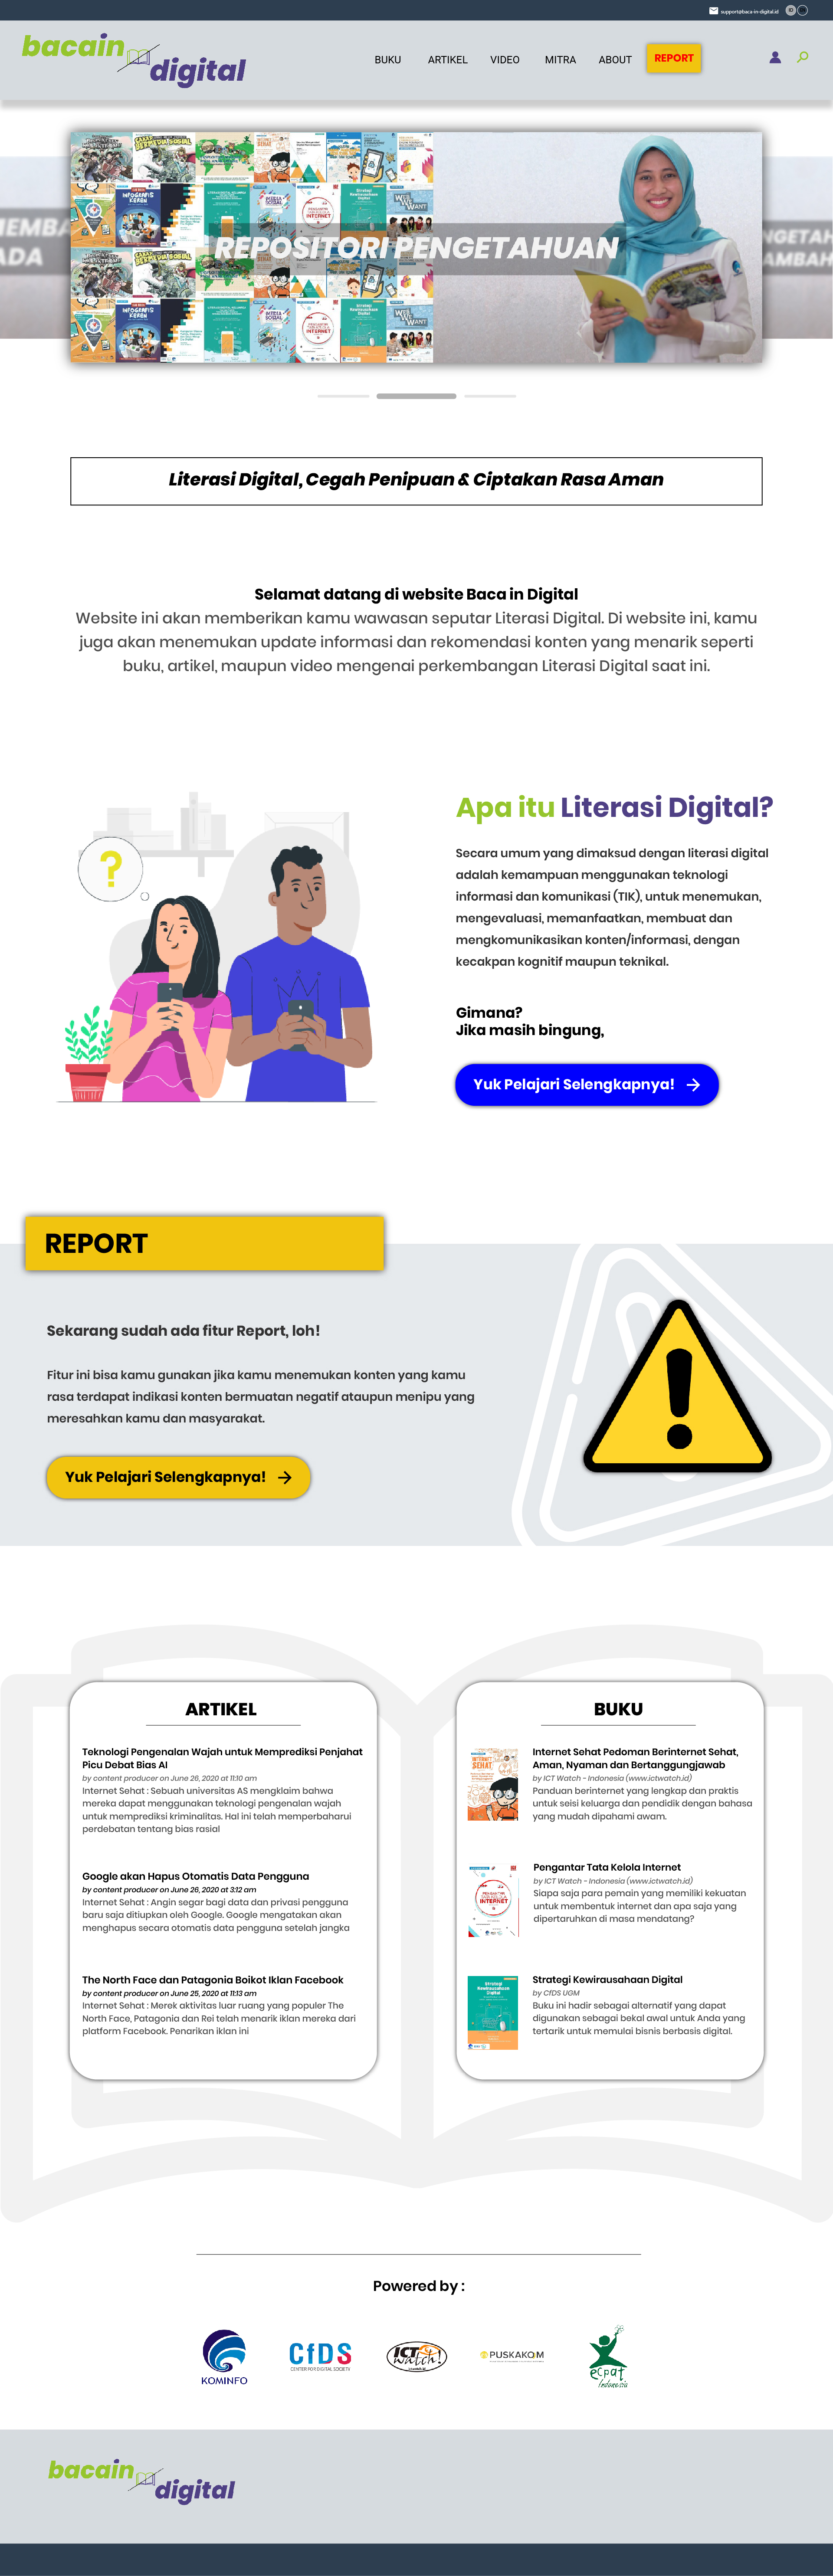 support@baca-in-digital.id
ID
bacain
digital
BUKU ARTIKEL VIDEO MITRA ABOUT REPORT
REPOSITORI PENGETAHUAN
Literasi Digital, Cegah Penipuan & Ciptakan Rasa Aman
Selamat datang di website Baca in Digital
Website ini akan memberikan kamu wawasan seputar Literasi Digital. Di website ini, kamu
juga akan menemukan update informasi dan rekomendasi konten yang menarik seperti
buku, artikel, maupun video mengenai perkembangan Literasi Digital saat ini.
?
Apa itu Literasi Digital?
Secara umum yang dimaksud dengan literasi digital
adalah kemampuan menggunakan teknologi
informasi dan komunikasi (TIK), untuk menemukan,
mengevaluasi, memanfaatkan, membuat dan
mengkomunikasikan konten/informasi, dengan
kecakpan kognitif maupun teknikal.
Gimana?
Jika masih bingung,
Yuk Pelajari Selengkapnya!
REPORT
Sekarang sudah ada fitur Report, loh!
Fitur ini bisa kamu gunakan jika kamu menemukan konten yang kamu
rasa terdapat indikasi konten bermuatan negatif ataupun menipu yang
meresahkan kamu dan masyarakat.
Yuk Pelajari Selengkapnya!
ARTIKEL
Teknologi Pengenalan Wajah untuk Memprediksi Penjahat
Picu Debat Bias AI
by content producer on June 26, 2020 at 11:10 am
Internet Sehat : Sebuah universitas AS mengklaim bahwa
mereka dapat menggunakan teknologi pengenalan wajah
untuk memprediksi kriminalitas. Hal ini telah memperbaharui
perdebatan tentang bias rasial
Google akan Hapus Otomatis Data Pengguna
by content producer on June 26, 2020 at 3:12 am
Internet Sehat : Angin segar bagi data dan privasi pengguna
baru saja ditiupkan oleh Google. Google mengatakan akan
menghapus secara otomatis data pengguna setelah jangka
The North Face dan Patagonia Boikot Iklan Facebook
by content producer on June 25, 2020 at 11:13 am
Internet Sehat : Merek aktivitas luar ruang yang populer The
North Face, Patagonia dan Rei telah menarik iklan mereka dari
platform Facebook. Penarikan iklan ini
BUKU
INTERNET
SEHAT
Internet Sehat Pedoman Berinternet Sehat,
Aman, Nyaman dan Bertanggungjawab
by ICT Watch - Indonesia (www.ictwatch.id)
Panduan berinternet yang lengkap dan praktis
untuk seisi keluarga dan pendidik dengan bahasa
yang mudah dipahami awam.
PENGANTAR
TATA KELOLA
INTERNET
Pengantar Tata Kelola Internet
by ICT Watch - Indonesia (www.ictwatch.id)
Siapa saja para pemain yang memiliki kekuatan
untuk membentuk internet dan apa saja yang
dipertaruhkan di masa mendatang?
Strategi
Kewirausahaan
Digital
Strategi Kewirausahaan Digital
by CfDS UGM
Buku ini hadir sebagai alternatif yang dapat
digunakan sebagai bekal awal untuk Anda yang
tertarik untuk memulai bisnis berbasis digital.
Powered by :
KOMINFO
CfDS
CENTER FOR DIGITAL SOCIETY
ICT
watch!
PUSKAKOM
ecpat
Indonesia
bacain
digital